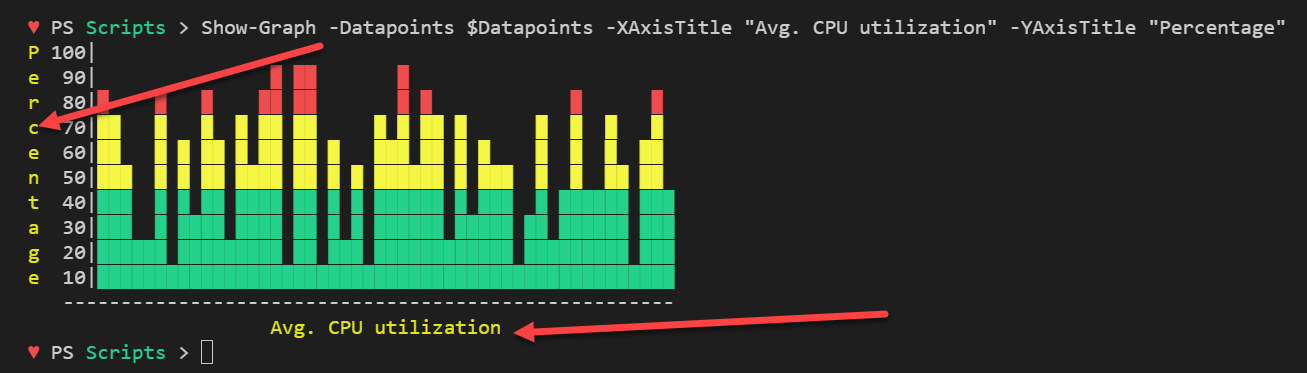 ♥ PS Scripts > Show-Graph -Datapoints $Datapoints -XAxisTitle "Avg. CPU utilization" -YAxisTitle "Percentage"
P 100|
e 90|
r 80|
c 70|
e 60|
n 50|
t 40|
a 30|
g 20|
e 10|
-----------------------------------------------------
Avg. CPU utilization
♥ PS Scripts >